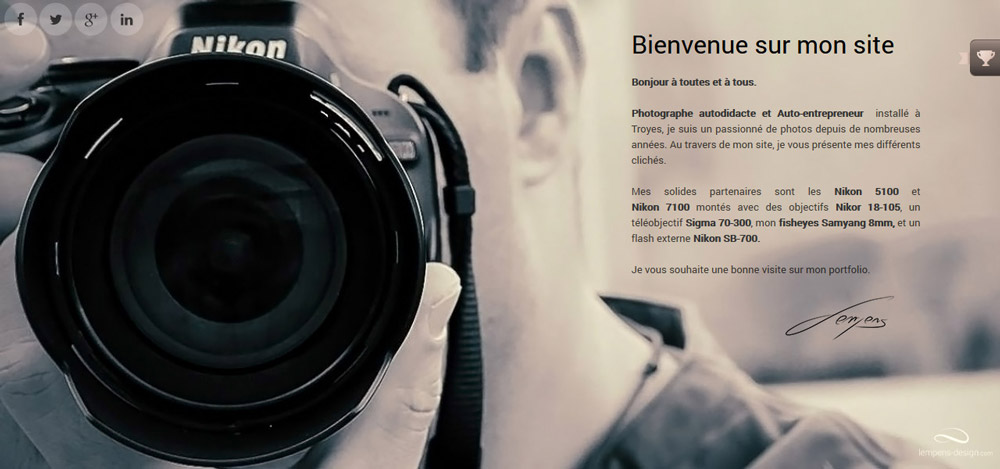 f g+ in
Nikon
Bienvenue sur mon site
Bonjour à toutes et à tous.
Photographe autodidacte et Auto-entrepreneur installé à
Troyes, je suis un passionné de photos depuis de nombreuses
années. Au travers de mon site, je vous présente mes différents
clichés.
Mes solides partenaires sont les Nikon 5100 et
Nikon 7100 montés avec des objectifs Nikor 18-105, un
téléobjectif Sigma 70-300, mon fisheyes Samyang 8mm, et un
flash externe Nikon SB-700.
Je vous souhaite une bonne visite sur mon portfolio.
lempens-design.com